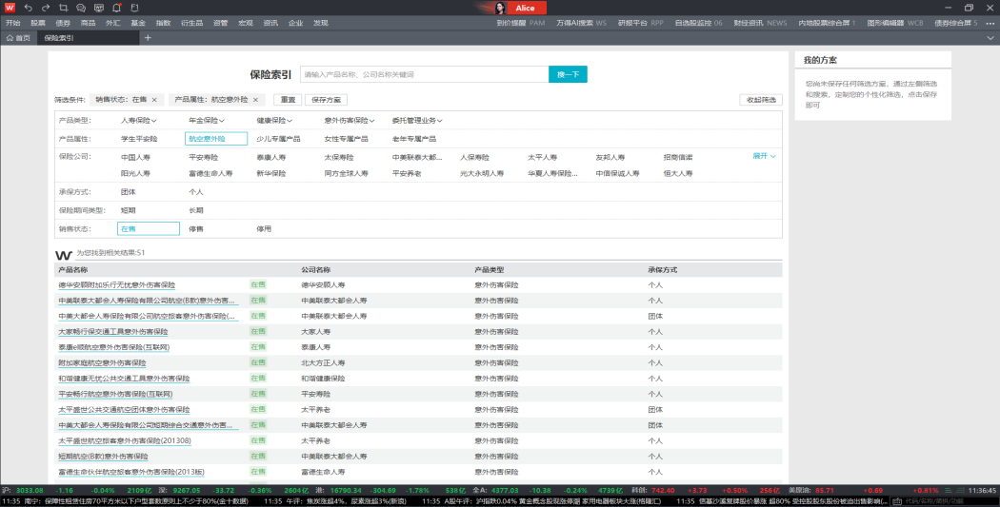 W Alice
开始 股票 债券 商品 外汇 基金 指数 衍生品 资管 宏观 资讯 企业 发现 到价提醒 PAM 万得AI搜索 WS 研报平台 RPP 自选股监控 06 财经资讯 NEWS 内地股票综合屏 1 图形编辑器 WCB 债券综合屏 5 ...
首页 保险索引 +
我的方案
您尚未保存任何筛选方案，通过左侧筛选
和搜索，定制您的个性化筛选，点击保存
即可
保险索引 请输入产品名称、公司名称关键词 搜一下
筛选条件: 销售状态：在售 × 产品属性：航空意外险 × 重置 保存方案 收起筛选
产品类型： 人寿保险 年金保险 健康保险 意外伤害保险 委托管理业务
产品属性： 学生平安险 航空意外险 少儿专属产品 女性专属产品 老年专属产品
保险公司： 中国人寿 平安寿险 泰康人寿 太保寿险 中美联泰大都... 人保寿险 太平人寿 友邦人寿 招商信诺 展开
阳光人寿 富德生命人寿 新华保险 同方全球人寿 平安养老 光大永明人寿 华夏人寿保险... 中信保诚人寿 恒大人寿
承保方式： 团体 个人
保险期间类型： 短期 长期
销售状态： 在售 停售 停用
W 为您找到相关结果:51
产品名称 公司名称 产品类型 承保方式
德华安顾附加乐行无忧意外伤害保险 在售 德华安顾人寿 意外伤害保险 个人
中美联泰大都会人寿保险有限公司航空(B款)意外伤害... 在售 中美联泰大都会人寿 意外伤害保险 个人
中美大都会人寿保险有限公司航空旅客意外伤害保险(... 在售 中美联泰大都会人寿 意外伤害保险 团体
大家畅行保交通工具意外伤害保险 在售 大家人寿 意外伤害保险 个人
泰康e顺航空意外伤害保险(互联网) 在售 泰康人寿 意外伤害保险 个人
附加家庭航空意外伤害保险 在售 北大方正人寿 意外伤害保险 个人
和谐健康无忧公共交通工具意外伤害保险 在售 和谐健康保险 意外伤害保险 个人
平安畅行航空意外伤害保险(互联网) 在售 平安寿险 意外伤害保险 个人
太平盛世公共交通航空团体意外伤害保险 在售 太平养老 意外伤害保险 团体
中美大都会人寿保险有限公司短期综合交通意外伤害... 在售 中美联泰大都会人寿 意外伤害保险 团体
太平盛世航空旅客意外伤害保险(201308) 在售 太平养老 意外伤害保险 个人
短期航空(B款)意外伤害保险 在售 中美联泰大都会人寿 意外伤害保险 个人
富德生命伙伴航空旅客意外伤害保险(2013版) 在售 富德生命人寿 意外伤害保险 个人
沪: 3033.08 -1.16 -0.04% 2109亿 深: 9267.05 -33.72 -0.36% 2604亿 港: 16790.34 -304.69 -1.78% 538亿 全A: 4377.03 -10.38 -0.24% 4739亿 科创: 742.40 +3.73 +0.50% 256亿 美原油: 85.71 +0.69 +0.81% 11:36:45
11:35 南宁：保障性租赁住房70平方米以下户型套数原则上不少于80%(金十数据) 11:35 午评：焦炭涨超4%，尿素涨超3%(新浪) 11:35 A股午评：沪指跌0.04% 黄金概念股现涨停潮 家用电器板块大涨(格隆汇) 11:35 信基沙溪复牌股价暴涨 超80% 受控股股东股份被迫出售影响(... 代码/名称/简拼/功能